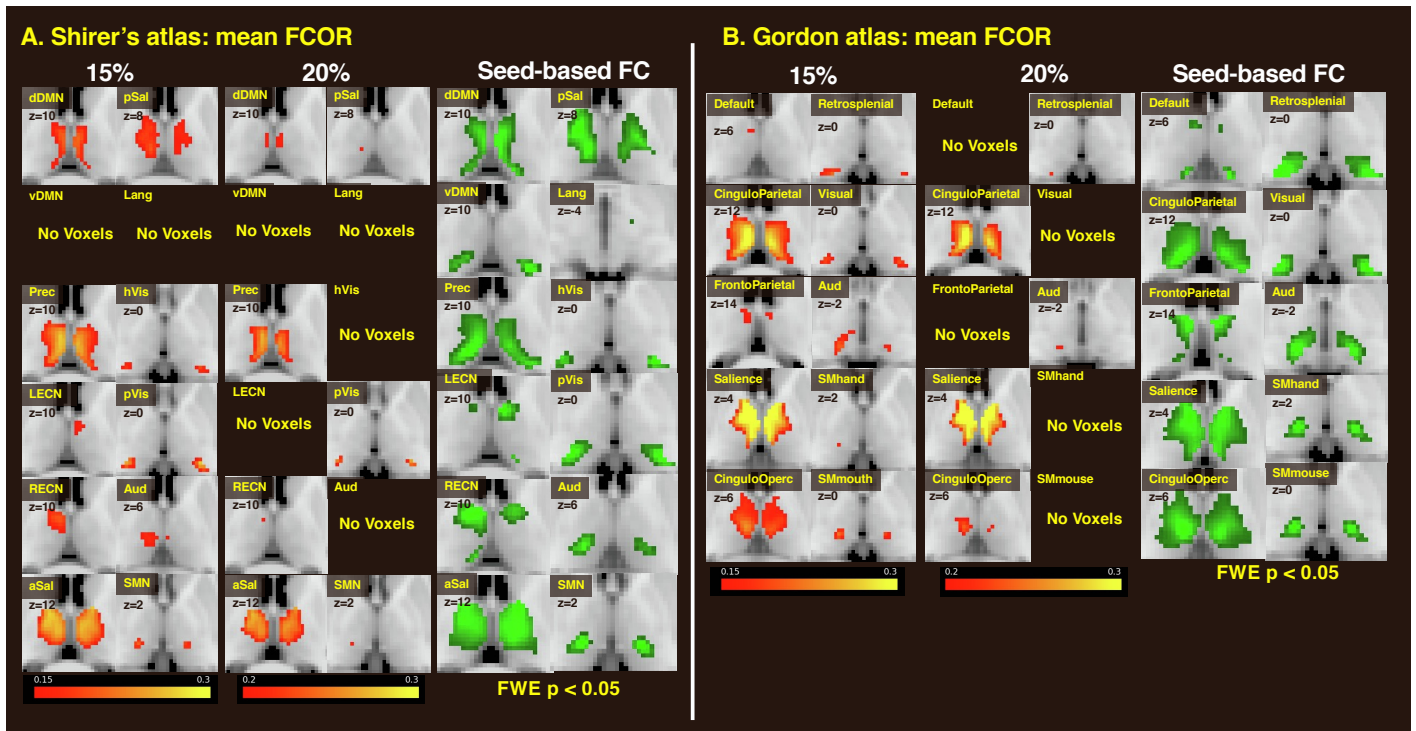 A. Shirer's atlas: mean FCOR
15%
20%
Seed-based FC
dDMN
z=10
pSal
z=8
dDMN
z=10
pSal
z=8
dDMN
z=10
pSal
z=8
vDMN
No Voxels
Lang
No Voxels
vDMN
No Voxels
Lang
No Voxels
vDMN
z=10
Lang
z=-4
Prec
z=10
hVis
z=0
Prec
z=10
hVis
No Voxels
Prec
z=10
hVis
z=0
LECN
z=10
pVis
z=0
LECN
No Voxels
pVis
z=0
LECN
z=10
pVis
z=0
RECN
z=10
Aud
z=6
RECN
z=10
Aud
No Voxels
RECN
z=10
Aud
z=6
aSal
z=12
SMN
z=2
aSal
z=12
SMN
z=2
aSal
z=12
SMN
z=2
0.15 0.3
0.2 0.3
FWE p < 0.05
B. Gordon atlas: mean FCOR
15%
20%
Seed-based FC
Default
z=6
Retrosplenial
z=0
Default
No Voxels
Retrosplenial
z=0
Default
z=6
Retrosplenial
z=0
CinguloParietal
z=12
Visual
z=0
CinguloParietal
z=12
Visual
No Voxels
CinguloParietal
z=12
Visual
z=0
FrontoParietal
z=14
Aud
z=-2
FrontoParietal
No Voxels
Aud
z=-2
FrontoParietal
z=14
Aud
z=-2
Salience
z=4
SMhand
z=2
Salience
z=4
SMhand
No Voxels
Salience
z=4
SMhand
z=2
CinguloOperc
z=6
SMmouth
z=0
CinguloOperc
z=6
SMmouse
No Voxels
CinguloOperc
z=6
SMmouse
z=0
0.15 0.3
0.2 0.3
FWE p < 0.05